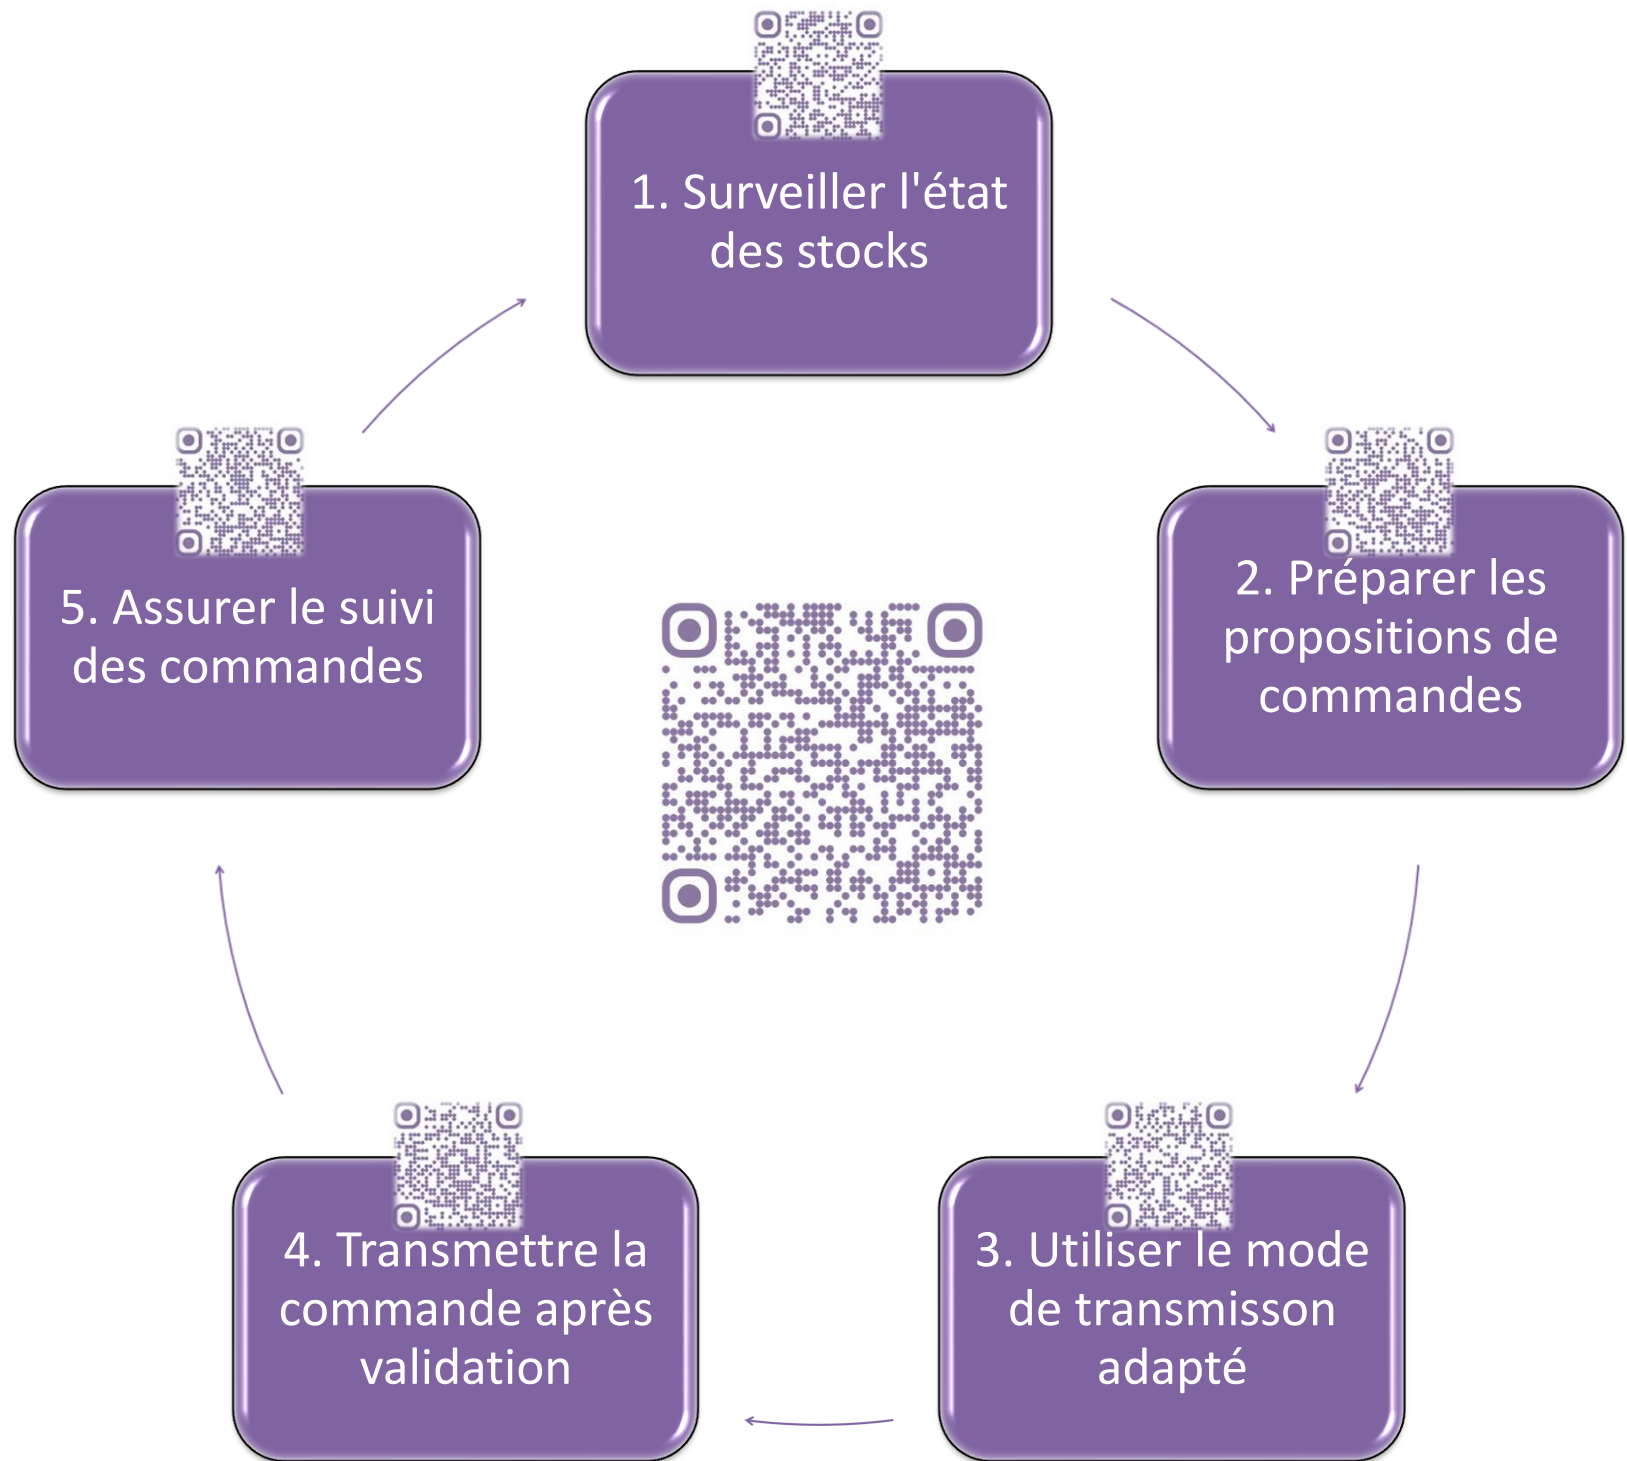 1. Surveiller l'état
des stocks
2. Préparer les
propositions de
commandes
3. Utiliser le mode
de transmisson
adapté
4. Transmettre la
commande après
validation
5. Assurer le suivi
des commandes